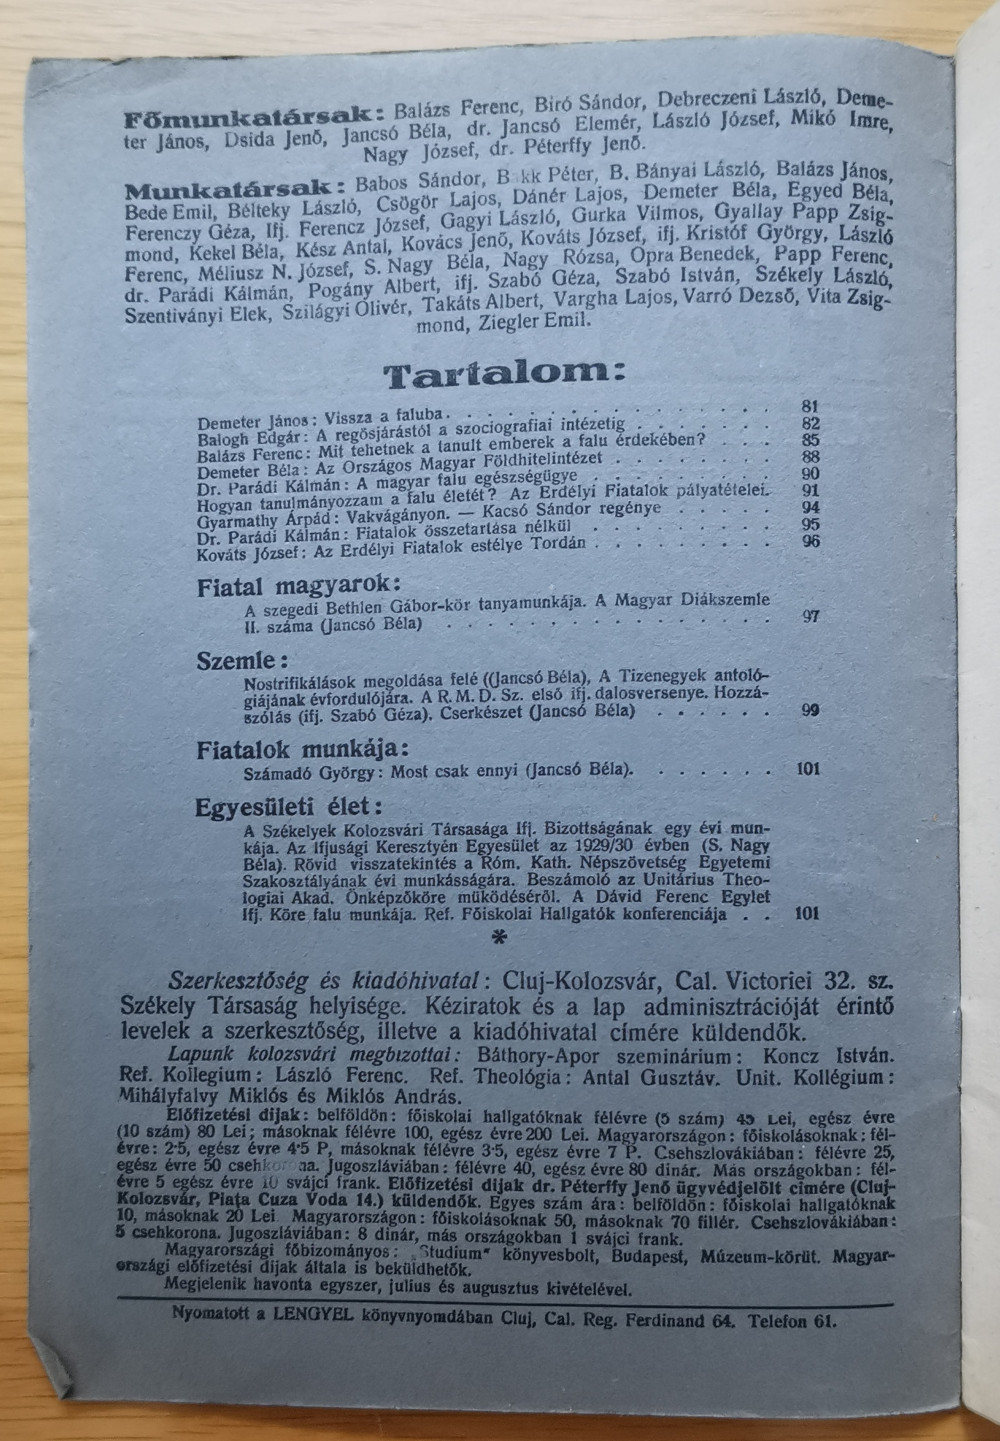 Főmunkatársak: Balázs Ferenc, Biró Sándor, Debreczeni László, Deme-
ter János, Dsida Jenő, Jancsó Béla, dr. Jancsó Elemér, László József, Mikó Imre,
Nagy József, dr. Péterffy Jenő.
Munkatársak: Babos Sándor, B kk Péter, B. Bányai László, Balázs János,
Bede Emil, Bélteky László, Csögör Lajos, Dánér Lajos, Demeter Béla, Egyed Béla,
Ferenczy Géza, Ifj. Ferencz József, Gagyi László, Gurka Vilmos, Gyallay Papp Zsig-
mond, Kekel Béla, Kész Antal, Kovács Jenő, Kováts József, ifj. Kristóf György, László
Ferenc, Méliusz N. József, S. Nagy Béla, Nagy Rózsa, Opra Benedek, Papp Ferenc,
dr. Parádi Kálmán, Pogány Albert, ifj. Szabó Géza, Szabó István, Székely László,
Szentiványi Elek, Szilágyi Olivér, Takáts Albert, Vargha Lajos, Varró Dezső, Vita Zsig-
mond, Ziegler Emil.
Tartalom:
Demeter János: Vissza a faluba . . . . . . . . . . . . . . . 81
Balogh Edgár: A regösjárástól a szociografiai intézetig . . . . . . . 82
Balázs Ferenc: Mit tehetnek a tanult emberek a falu érdekében? . . . 85
Demeter Béla: Az Országos Magyar Földhitelintézet . . . . . . . . 88
Dr. Parádi Kálmán: A magyar falu egészségügye . . . . . . . . . 90
Hogyan tanulmányozzam a falu életét? Az Erdélyi Fiatalok pályatételei. 91
Gyarmathy Árpád: Vakvágányon. — Kacsó Sándor regénye . . . . . 94
Dr. Parádi Kálmán: Fiatalok összetartása nélkül . . . . . . . . . 95
Kováts József: Az Erdélyi Fiatalok estélye Tordán . . . . . . . . . 96
Fiatal magyarok:
A szegedi Bethlen Gábor-kör tanyamunkája. A Magyar Diákszemle
II. száma (Jancsó Béla) . . . . . . . . . . . . . . . 97
Szemle:
Nostrifikálások megoldása felé ((Jancsó Béla), A Tizenegyek antoló-
giájának évfordulójára. A R. M. D. Sz. első ifj. dalosversenye. Hozzá-
szólás (ifj. Szabó Géza). Cserkészet (Jancsó Béla) . . . . . . 99
Fiatalok munkája:
Számadó György: Most csak ennyi (Jancsó Béla). . . . . . . 101
Egyesületi élet:
A Székelyek Kolozsvári Társasága Ifj. Bizottságának egy évi mun-
kája. Az Ifjusági Keresztyén Egyesület az 1929/30 évben (S. Nagy
Béla). Rövid visszatekintés a Róm. Kath. Népszövetség Egyetemi
Szakosztályának évi munkásságára. Beszámoló az Unitárius Theo-
logiai Akad. Önképzőköre működéséről. A Dávid Ferenc Egylet
Ifj. Köre falu munkája. Ref. Főiskolai Hallgatók konferenciája . . 101
*
Szerkesztőség és kiadóhivatal: Cluj-Kolozsvár, Cal. Victoriei 32. sz.
Székely Társaság helyisége. Kéziratok és a lap adminisztrációját érintő
levelek a szerkesztőség, illetve a kiadóhivatal címére küldendők.
Lapunk kolozsvári megbizottai: Báthory-Apor szeminárium: Koncz István.
Ref. Kollegium: László Ferenc. Ref. Theológia: Antal Gusztáv. Unit. Kollégium:
Mihályfalvy Miklós és Miklós András.
Előfizetési dijak: belföldön: főiskolai hallgatóknak félévre (5 szám) 45 Lei, egész évre
(10 szám) 80 Lei; másoknak félévre 100, egész évre 200 Lei. Magyarországon: főiskolásoknak: fél-
évre: 2·5, egész évre 4·5 P, másoknak félévre 3·5, egész évre 7 P. Csehszlovákiában: félévre 25,
egész évre 50 csehkorona. Jugoszláviában: félévre 40, egész évre 80 dinár. Más országokban: fél-
évre 5 egész évre 10 svájci frank. Előfizetési dijak dr. Péterffy Jenő ügyvédjelölt címére (Cluj-
Kolozsvár, Piața Cuza Voda 14.) küldendők. Egyes szám ára: belföldön: főiskolai hallgatóknak
10, másoknak 20 Lei Magyarországon: főiskolásoknak 50, másoknak 70 fillér. Csehszlovákiában:
5 csehkorona. Jugoszláviában: 8 dinár, más országokban 1 svájci frank.
Magyarországi főbizományos: „Studium" könyvesbolt, Budapest, Múzeum-körüt. Magyar-
országi előfizetési dijak általa is beküldhetők.
Megjelenik havonta egyszer, julius és augusztus kivételével.
Nyomatott a LENGYEL könyvnyomdában Cluj, Cal. Reg. Ferdinand 64. Telefon 61.